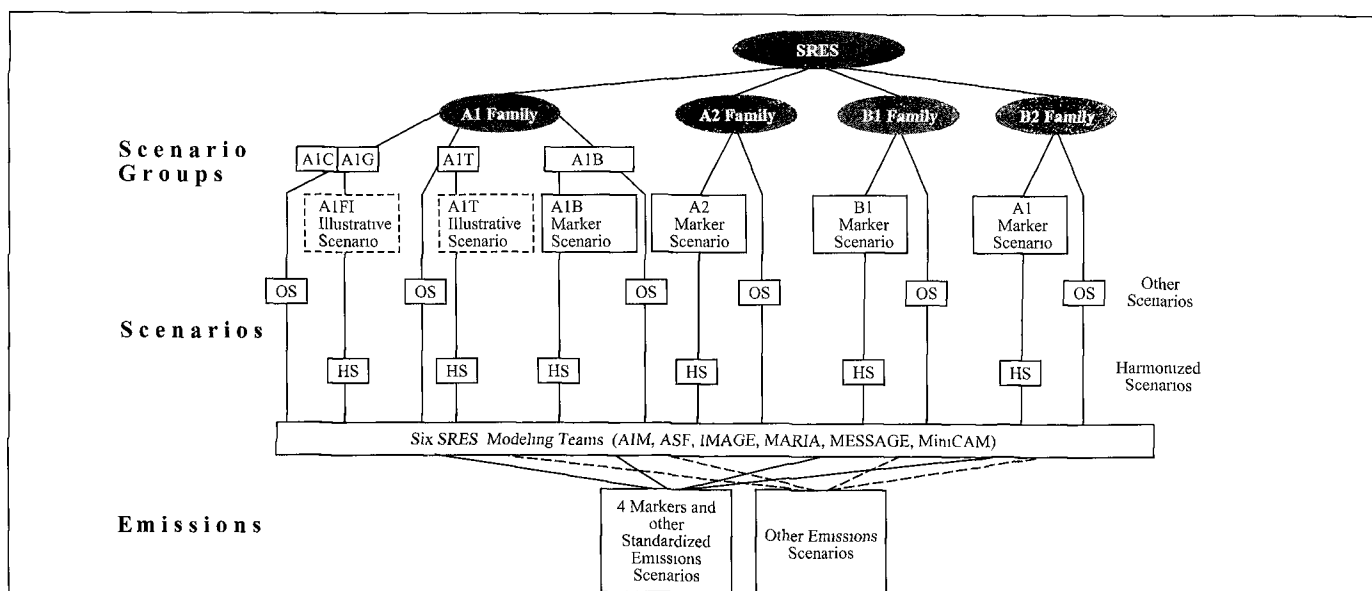 SRES
A1 Family
A2 Family
B1 Family
B2 Family
Scenario
Groups
A1C
A1G
A1T
A1B
A1FI
Illustrative
Scenario
A1T
Illustrative
Scenario
A1B
Marker
Scenario
A2
Marker
Scenario
B1
Marker
Scenario
A1
Marker
Scenario
OS
OS
OS
OS
OS
OS
Other
Scenarios
Scenarios
HS
HS
HS
HS
HS
HS
Harmonized
Scenarios
Six SRES Modeling Teams (AIM, ASF, IMAGE, MARIA, MESSAGE, MiniCAM)
Emissions
4 Markers and
other
Standardized
Emissions
Scenarios
Other Emissions
Scenarios